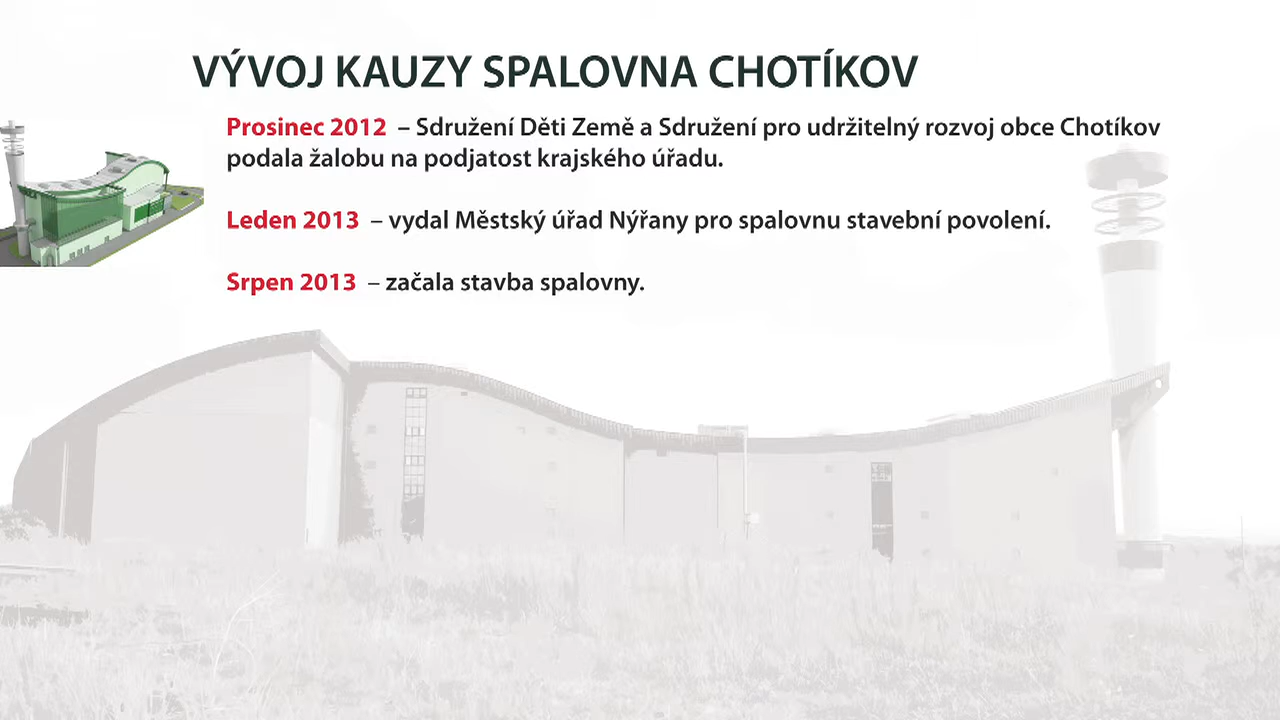 VÝVOJ KAUZY SPALOVNA CHOTÍKOV
Prosinec 2012 – Sdružení Děti Země a Sdružení pro udržitelný rozvoj obce Chotíkov
podala žalobu na podjatost krajského úřadu.
Leden 2013 – vydal Městský úřad Nýřany pro spalovnu stavební povolení.
Srpen 2013 – začala stavba spalovny.